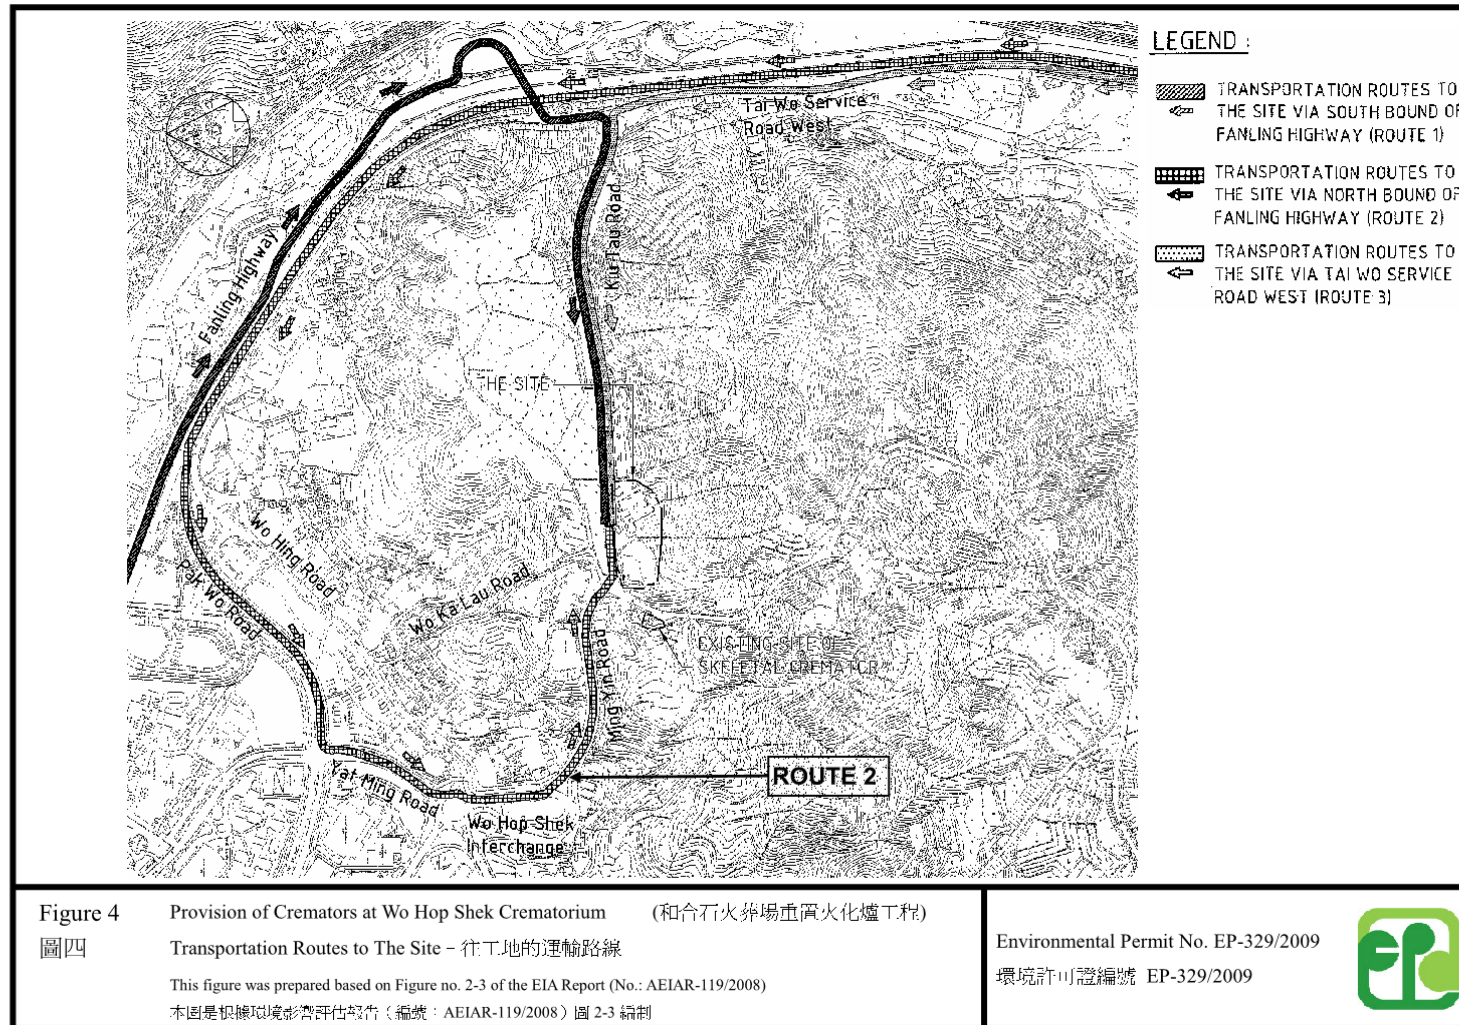 LEGEND :
TRANSPORTATION ROUTES TO
THE SITE VIA SOUTH BOUND OF
FANLING HIGHWAY (ROUTE 1)
TRANSPORTATION ROUTES TO
THE SITE VIA NORTH BOUND OF
FANLING HIGHWAY (ROUTE 2)
TRANSPORTATION ROUTES TO
THE SITE VIA TAI WO SERVICE
ROAD WEST (ROUTE 3)
Tai Wo Service
Road West
Fanling Highway
Kui Tau Road
THE SITE
Wo Hing Road
Pak Wo Road
Wo Ka Lau Road
Ming Yin Road
EXISTING SITE OF
SKELETAL CREMATOR
ROUTE 2
Yat Ming Road
Wo Hop Shek
Interchange
Figure 4
圖四
Provision of Cremators at Wo Hop Shek Crematorium (和合石火葬場重置火化爐工程)
Transportation Routes to The Site – 往工地的運輸路線
This figure was prepared based on Figure no. 2-3 of the EIA Report (No.: AEIAR-119/2008)
本圖是根據環境影響評估報告（編號：AEIAR-119/2008）圖 2-3 編制
Environmental Permit No. EP-329/2009
環境許可證編號 EP-329/2009